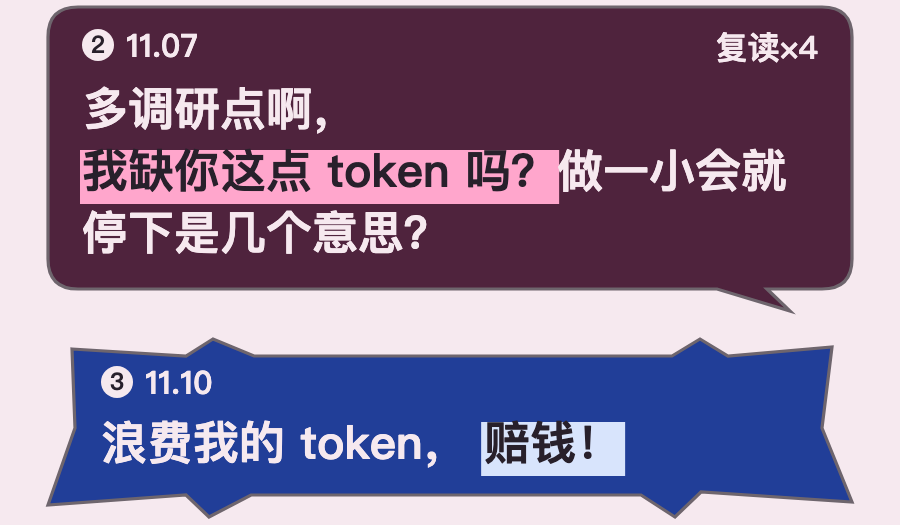 2 11.07 复读×4
多调研点啊，
我缺你这点 token 吗？做一小会就
停下是几个意思？
3 11.10
浪费我的 token，赔钱！